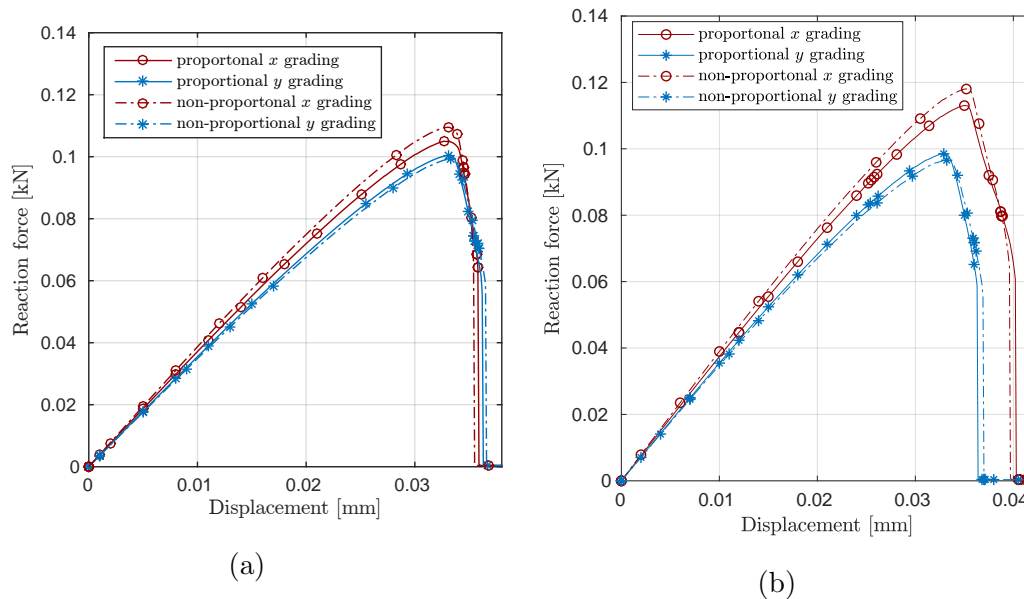 0.14
0.12
0.1
0.08
0.06
0.04
0.02
0
Reaction force [kN]
proportonal x grading
proportional y grading
non-proportonal x grading
non-proportional y grading
0 0.01 0.02 0.03
Displacement [mm]
(a)
0.14
0.12
0.1
0.08
0.06
0.04
0.02
0
Reaction force [kN]
proportonal x grading
proportional y grading
non-proportonal x grading
non-proportional y grading
0 0.01 0.02 0.03 0.04
Displacement [mm]
(b)